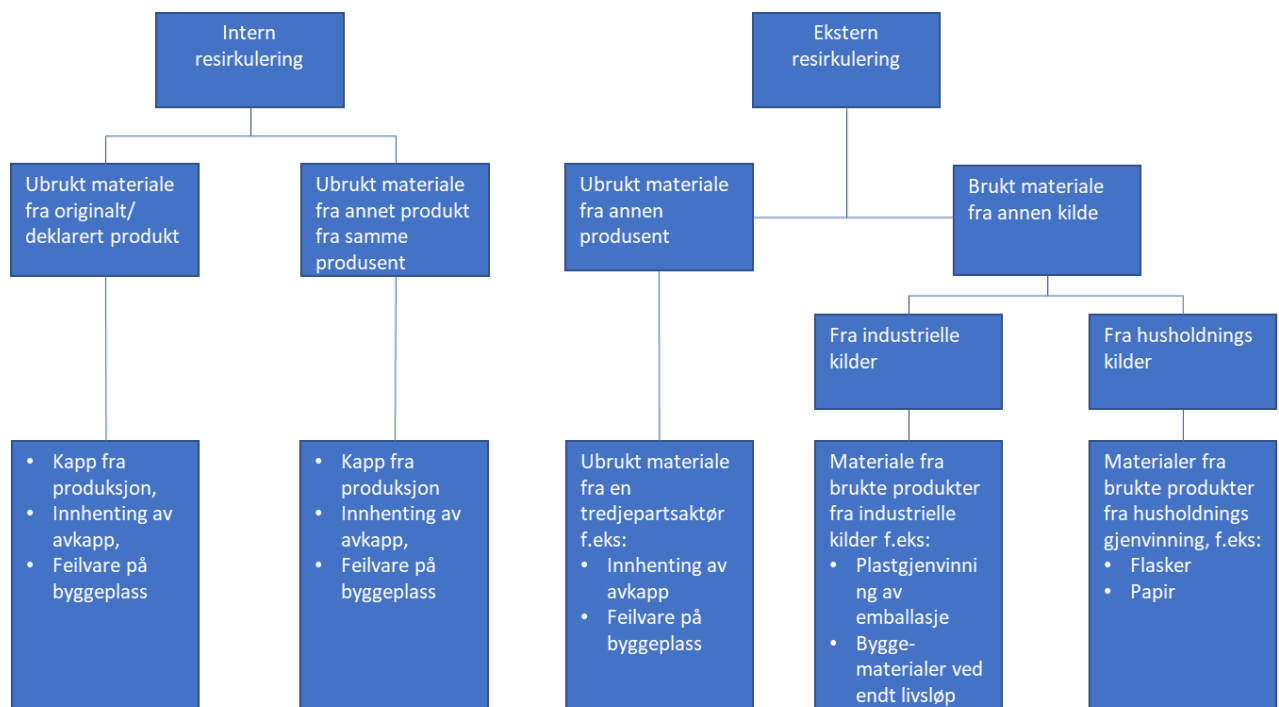 Intern
resirkulering
Ekstern
resirkulering
Ubrukt materiale
fra originalt/
deklarert produkt
Ubrukt materiale
fra annet produkt
fra samme
produsent
Ubrukt materiale
fra annen
produsent
Brukt materiale
fra annen kilde
Fra industrielle
kilder
Fra husholdnings
kilder
• Kapp fra
produksjon,
• Innhenting av
avkapp,
• Feilvare på
byggeplass
• Kapp fra
produksjon
• Innhenting av
avkapp,
• Feilvare på
byggeplass
Ubrukt materiale
fra en
tredjepartsaktør
f.eks:
• Innhenting av
avkapp
• Feilvare på
byggeplass
Materiale fra
brukte produkter
fra industrielle
kilder f.eks:
• Plastgjenvinni
ng av
emballasje
• Bygge-
materialer ved
endt livsløp
Materialer fra
brukte produkter
fra husholdnings
gjenvinning, f.eks:
• Flasker
• Papir